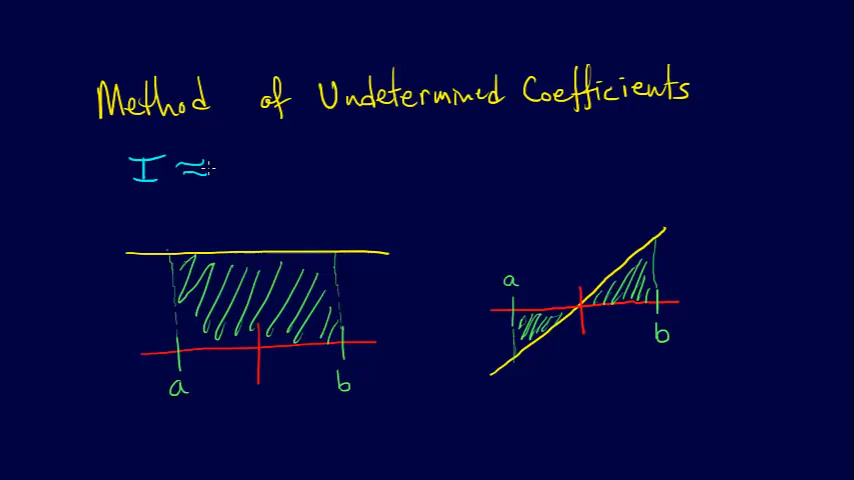 Method of Undetermined Coefficients
I ≈
a b
a b